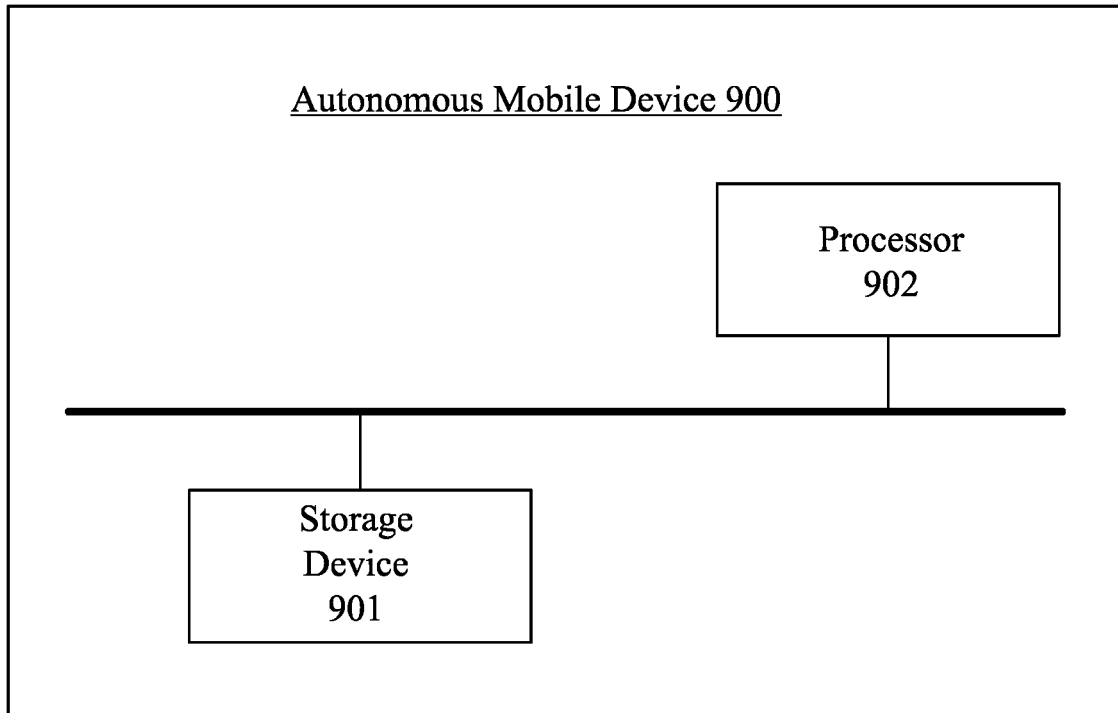 Autonomous Mobile Device 900
Processor
902
Storage
Device
901